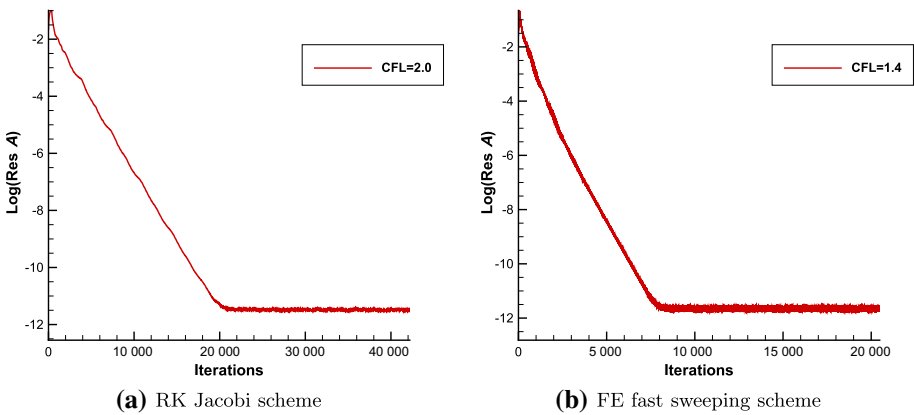 -2
-4
-6
-8
-10
-12
Log(Res A)
CFL=2.0
0
10 000
20 000
30 000
40 000
Iterations
(a) RK Jacobi scheme
-2
-4
-6
-8
-10
-12
Log(Res A)
CFL=1.4
0
5 000
10 000
15 000
20 000
Iterations
(b) FE fast sweeping scheme